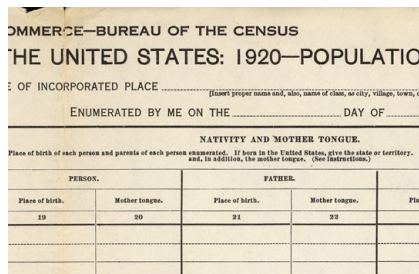 OMMERCE—BUREAU OF THE CENSUS
THE UNITED STATES: 1920—POPULATIO
E OF INCORPORATED PLACE
[Insert proper name and, also, name of class, as city, village, town, o
ENUMERATED BY ME ON THE DAY OF
NATIVITY AND MOTHER TONGUE.
Place of birth of each person and parents of each person enumerated. If born in the United States, give the state or territory.
and, in addition, the mother tongue. (See instructions.)
PERSON. FATHER.
Place of birth. Mother tongue. Place of birth. Mother tongue. Pla
19 20 21 22